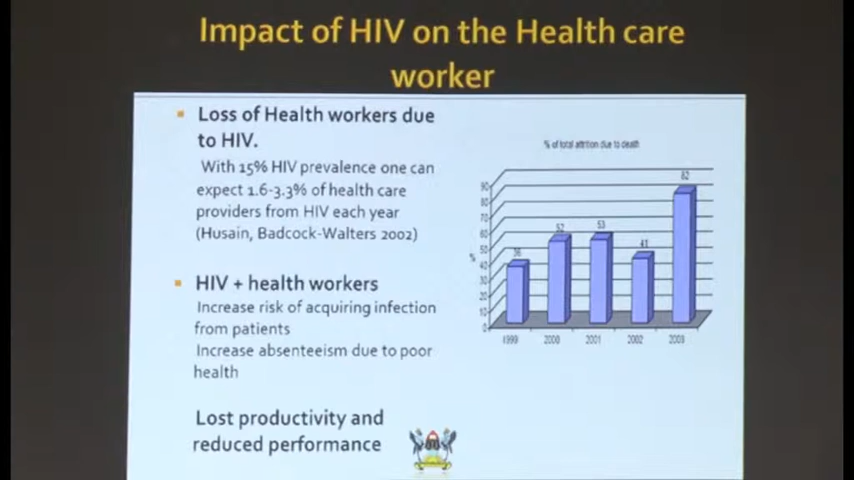 Impact of HIV on the Health care
worker
▪ Loss of Health workers due
to HIV.
With 15% HIV prevalence one can
expect 1.6-3.3% of health care
providers from HIV each year
(Husain, Badcock-Walters 2002)
▪ HIV + health workers
Increase risk of acquiring infection
from patients
Increase absenteeism due to poor
health
Lost productivity and
reduced performance
% of total attrition due to death
90
80
70
60
50
40
30
20
10
0
%
52
53
82
1999 2000 2001 2002 2003